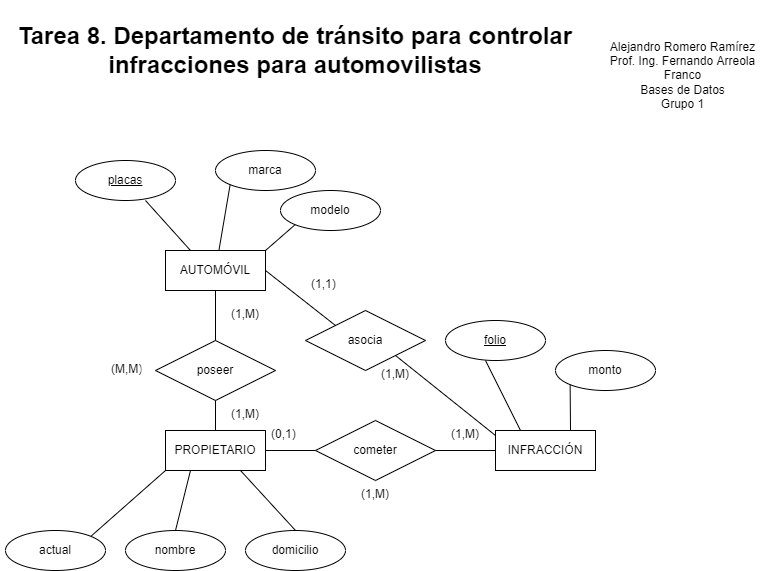 Tarea 8. Departamento de tránsito para controlar
infracciones para automovilistas
Alejandro Romero Ramírez
Prof. Ing. Fernando Arreola
Franco
Bases de Datos
Grupo 1
placas
marca
modelo
AUTOMÓVIL
(1,1)
(1,M)
asocia
folio
(M,M)
poseer
(1,M)
monto
(1,M)
(0,1)
(1,M)
PROPIETARIO
cometer
INFRACCIÓN
(1,M)
actual
nombre
domicilio